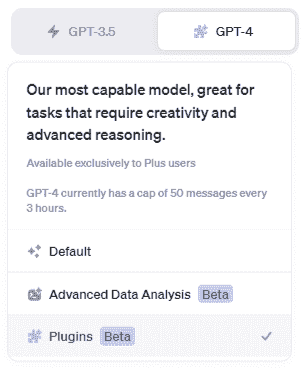 GPT-3.5 GPT-4
Our most capable model, great for
tasks that require creativity and
advanced reasoning.
Available exclusively to Plus users
GPT-4 currently has a cap of 50 messages every
3 hours.
Default
Advanced Data Analysis Beta
Plugins Beta